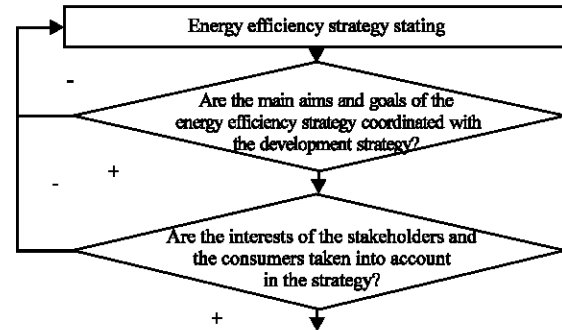 Energy efficiency strategy stating
-
Are the main aims and goals of the
energy efficiency strategy coordinated with
the development strategy?
- +
Are the interests of the stakeholders and
the consumers taken into account
in the strategy?
+